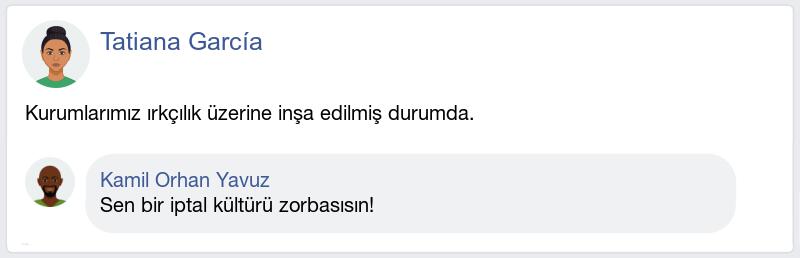 Tatiana García
Kurumlarımız ırkçılık üzerine inşa edilmiş durumda.
Kamil Orhan Yavuz
Sen bir iptal kültürü zorbasısın!